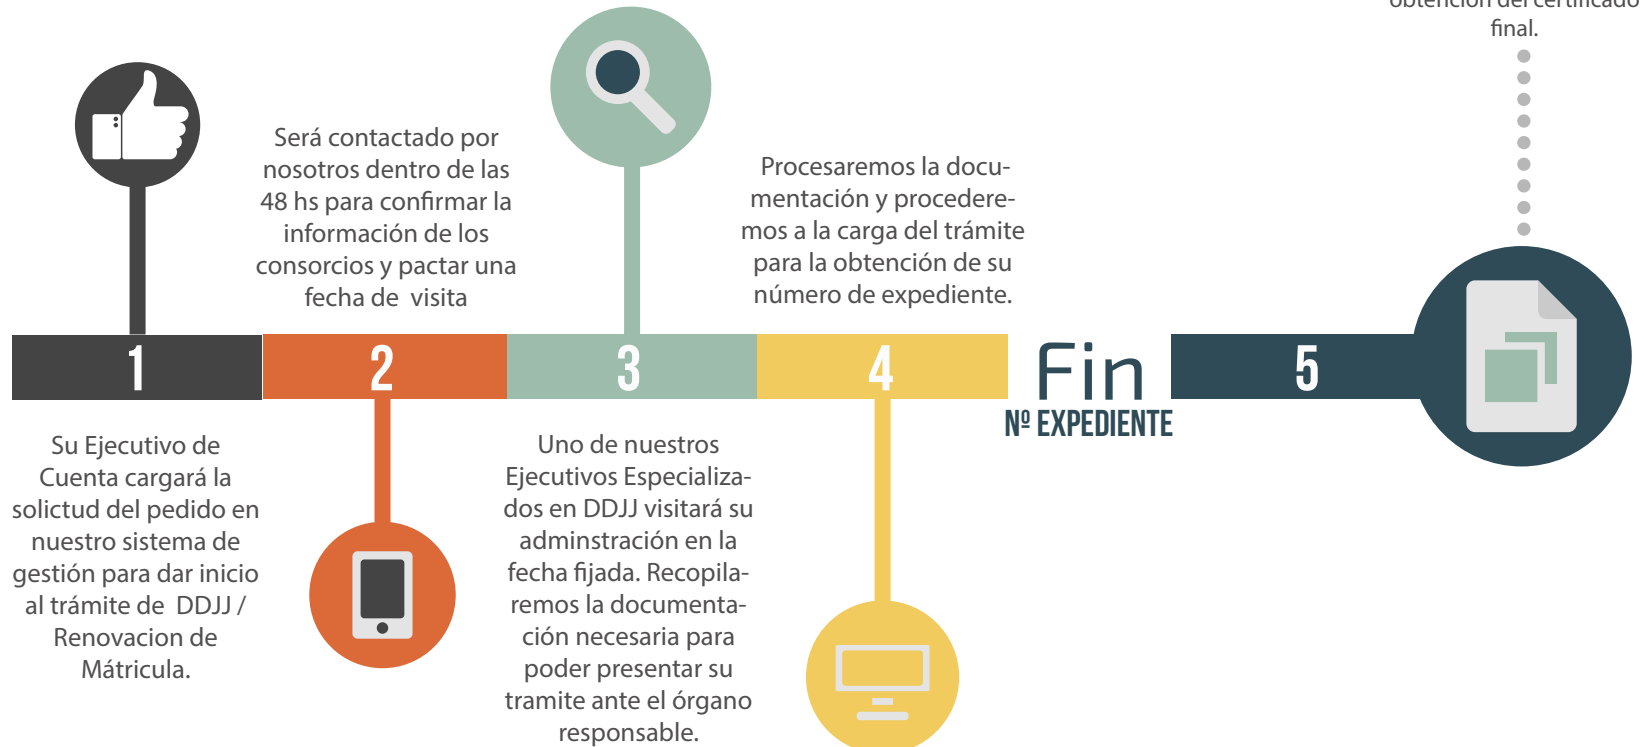 obtención del certificado
final.
Será contactado por
nosotros dentro de las
48 hs para confirmar la
información de los
consorcios y pactar una
fecha de visita
Procesaremos la docu-
mentación y procedere-
mos a la carga del trámite
para la obtención de su
número de expediente.
1
2
3
4
Fin
Nº EXPEDIENTE
5
Su Ejecutivo de
Cuenta cargará la
solictud del pedido en
nuestro sistema de
gestión para dar inicio
al trámite de DDJJ /
Renovacion de
Mátricula.
Uno de nuestros
Ejecutivos Especializa-
dos en DDJJ visitará su
adminstración en la
fecha fijada. Recopila-
remos la documenta-
ción necesaria para
poder presentar su
tramite ante el órgano
responsable.